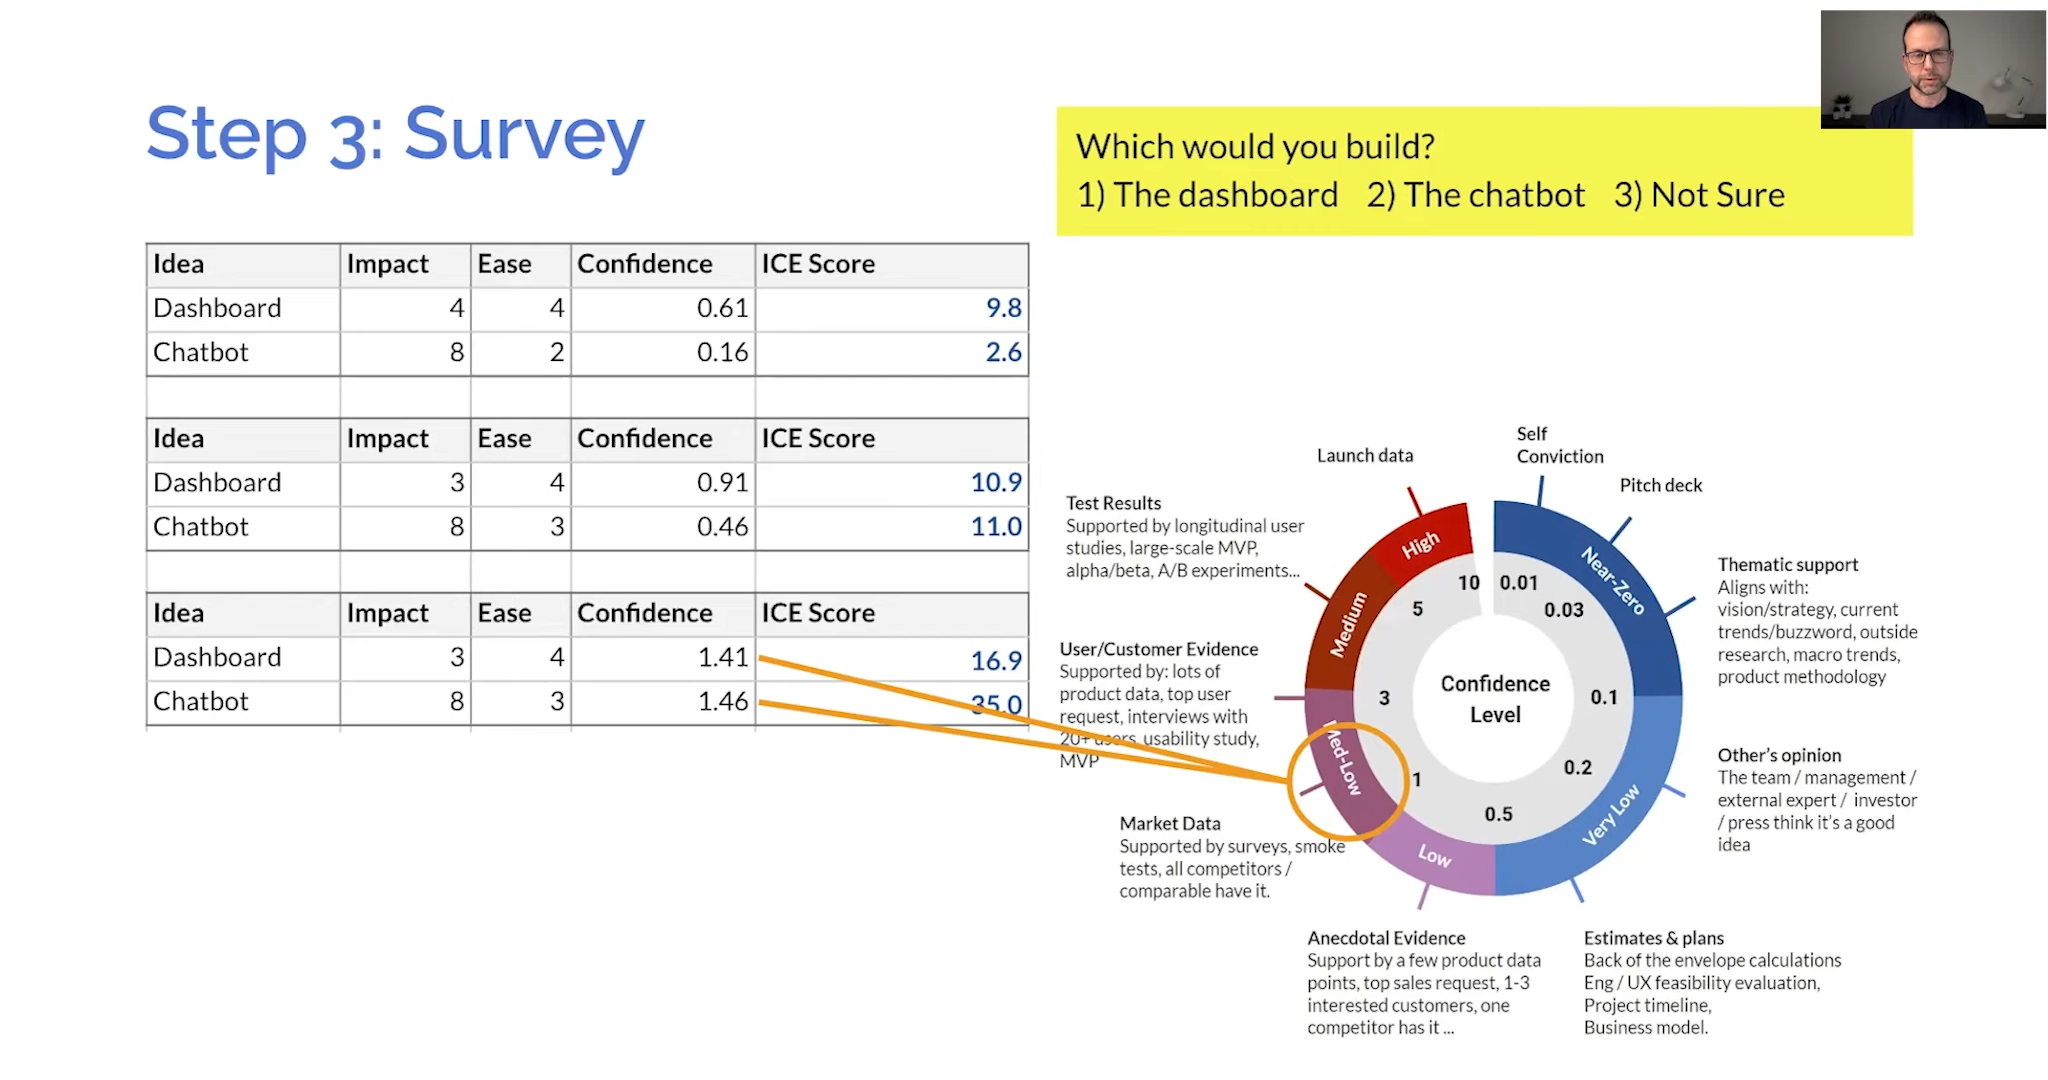 Step 3: Survey
Which would you build?
1) The dashboard 2) The chatbot 3) Not Sure
Idea Impact Ease Confidence ICE Score
Dashboard 4 4 0.61 9.8
Chatbot 8 2 0.16 2.6
Idea Impact Ease Confidence ICE Score
Dashboard 3 4 0.91 10.9
Chatbot 8 3 0.46 11.0
Idea Impact Ease Confidence ICE Score
Dashboard 3 4 1.41 16.9
Chatbot 8 3 1.46 35.0
Self
Conviction
Pitch deck
Thematic support
Aligns with:
vision/strategy, current
trends/buzzword, outside
research, macro trends,
product methodology
Other's opinion
The team / management /
external expert / investor
/ press think it's a good
idea
Estimates & plans
Back of the envelope calculations
Eng / UX feasibility evaluation,
Project timeline,
Business model.
Anecdotal Evidence
Support by a few product data
points, top sales request, 1-3
interested customers, one
competitor has it ...
Market Data
Supported by surveys, smoke
tests, all competitors /
comparable have it.
User/Customer Evidence
Supported by: lots of
product data, top user
request, interviews with
20+ users, usability study,
MVP
Test Results
Supported by longitudinal user
studies, large-scale MVP,
alpha/beta, A/B experiments...
Launch data
Near-Zero
Very Low
Low
Med-Low
Medium
High
0.01
0.03
0.1
0.2
0.5
1
3
5
10
Confidence
Level